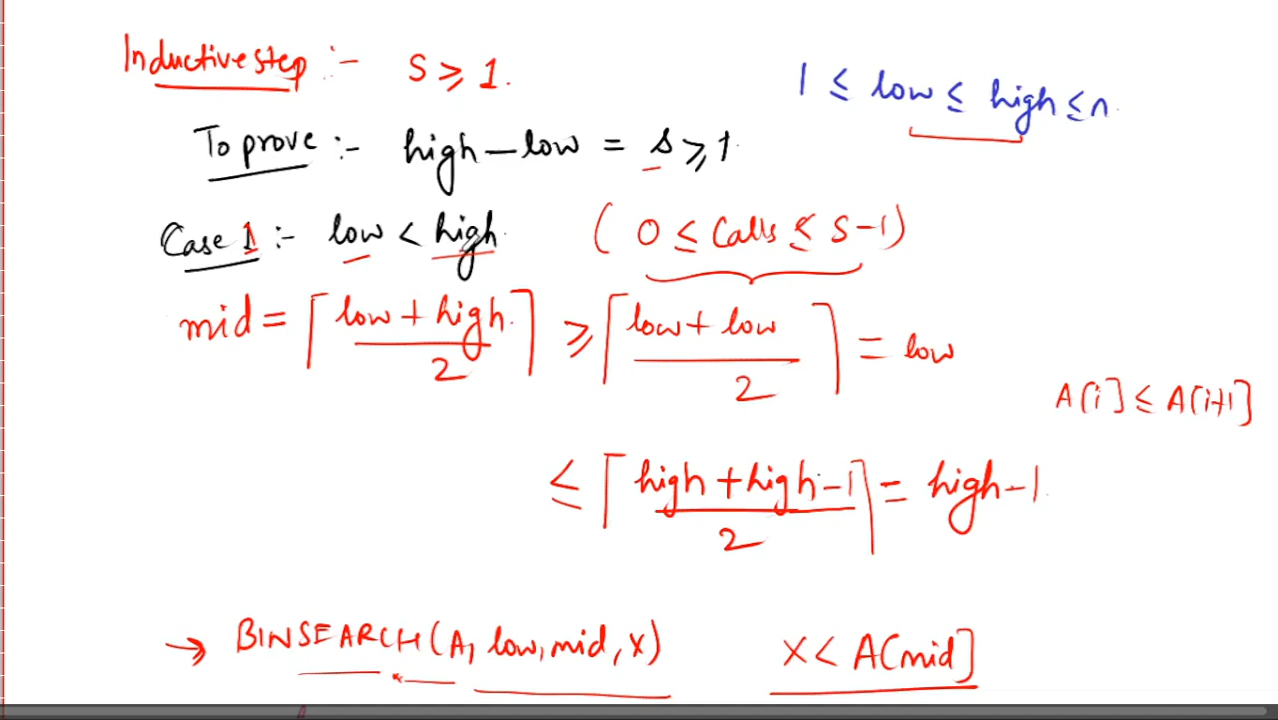 Inductive step :- S ⩾ 1.
1 ≤ low ≤ high ≤ n.
To prove :- high - low = s ⩾ 1.
Case 1 :- low < high. ( 0 ≤ Calls ≤ S-1 )
mid = ⌈(low + high)/2⌉ ⩾ ⌈(low + low)/2⌉ = low
A[i] ≤ A[i+1]
≤ ⌈(high + high - 1)/2⌉ = high - 1.
→ BINSEARCH(A, low, mid, X) X < A[mid]